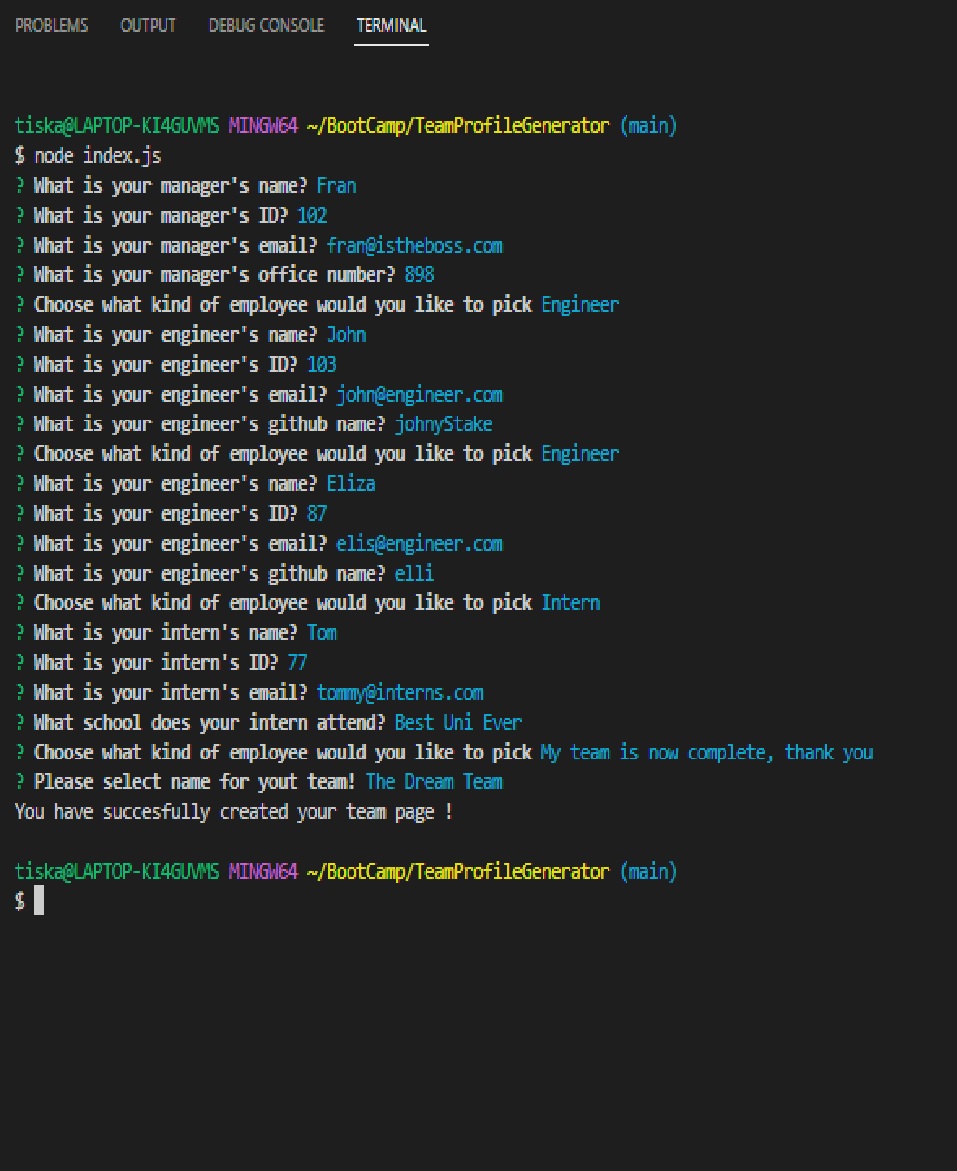 PROBLEMS OUTPUT DEBUG CONSOLE TERMINAL
tiska@LAPTOP-KI4GUVMS MINGW64 ~/BootCamp/TeamProfileGenerator (main)
$ node index.js
? What is your manager's name? Fran
? What is your manager's ID? 102
? What is your manager's email? fran@istheboss.com
? What is your manager's office number? 898
? Choose what kind of employee would you like to pick Engineer
? What is your engineer's name? John
? What is your engineer's ID? 103
? What is your engineer's email? john@engineer.com
? What is your engineer's github name? johnyStake
? Choose what kind of employee would you like to pick Engineer
? What is your engineer's name? Eliza
? What is your engineer's ID? 87
? What is your engineer's email? elis@engineer.com
? What is your engineer's github name? elli
? Choose what kind of employee would you like to pick Intern
? What is your intern's name? Tom
? What is your intern's ID? 77
? What is your intern's email? tommy@interns.com
? What school does your intern attend? Best Uni Ever
? Choose what kind of employee would you like to pick My team is now complete, thank you
? Please select name for yout team! The Dream Team
You have succesfully created your team page !
tiska@LAPTOP-KI4GUVMS MINGW64 ~/BootCamp/TeamProfileGenerator (main)
$